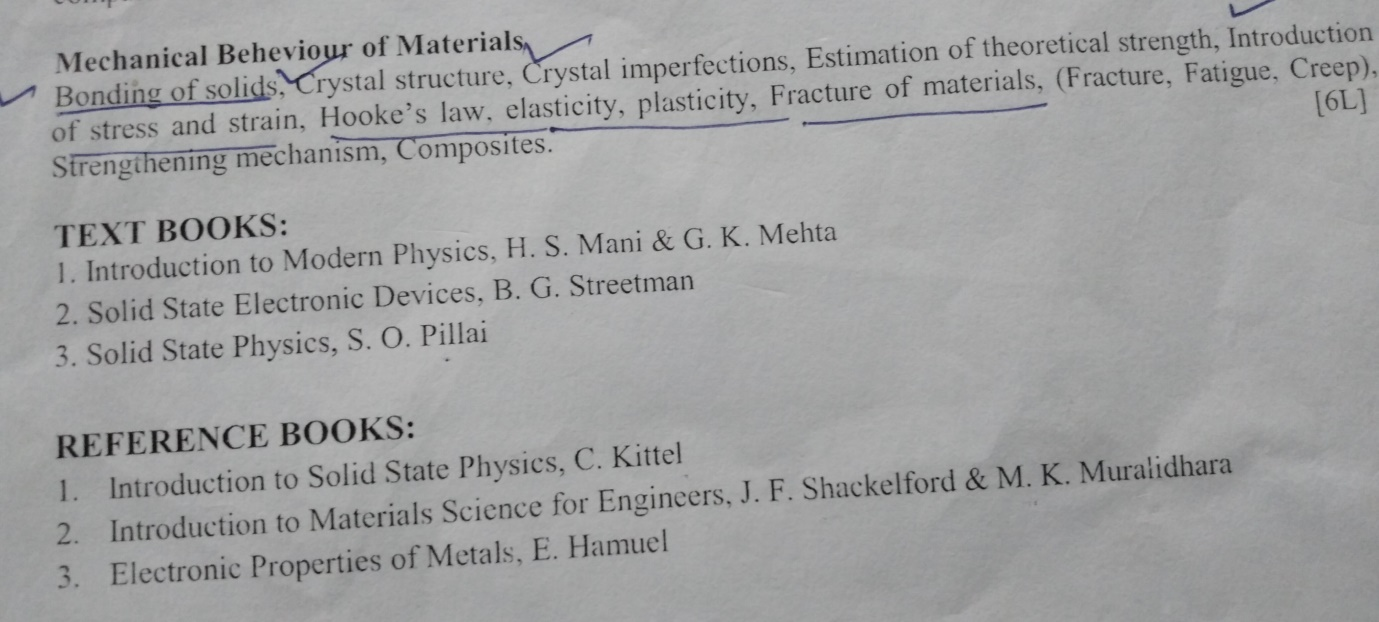 Mechanical Beheviour of Materials
Bonding of solids, Crystal structure, Crystal imperfections, Estimation of theoretical strength, Introduction
of stress and strain, Hooke's law, elasticity, plasticity, Fracture of materials, (Fracture, Fatigue, Creep),
Strengthening mechanism, Composites. [6L]
TEXT BOOKS:
1. Introduction to Modern Physics, H. S. Mani & G. K. Mehta
2. Solid State Electronic Devices, B. G. Streetman
3. Solid State Physics, S. O. Pillai
REFERENCE BOOKS:
1. Introduction to Solid State Physics, C. Kittel
2. Introduction to Materials Science for Engineers, J. F. Shackelford & M. K. Muralidhara
3. Electronic Properties of Metals, E. Hamuel